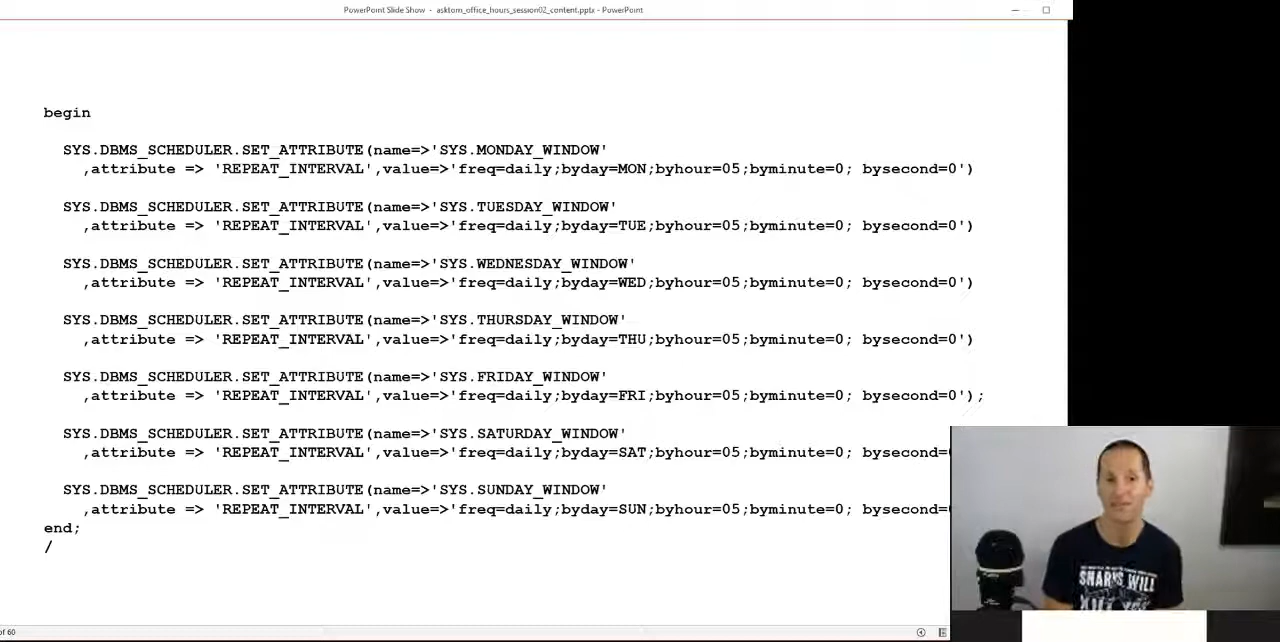 PowerPoint Slide Show - asktom_office_hours_session02_content.pptx - PowerPoint
begin
SYS.DBMS_SCHEDULER.SET_ATTRIBUTE(name=>'SYS.MONDAY_WINDOW'
,attribute => 'REPEAT_INTERVAL',value=>'freq=daily;byday=MON;byhour=05;byminute=0; bysecond=0')
SYS.DBMS_SCHEDULER.SET_ATTRIBUTE(name=>'SYS.TUESDAY_WINDOW'
,attribute => 'REPEAT_INTERVAL',value=>'freq=daily;byday=TUE;byhour=05;byminute=0; bysecond=0')
SYS.DBMS_SCHEDULER.SET_ATTRIBUTE(name=>'SYS.WEDNESDAY_WINDOW'
,attribute => 'REPEAT_INTERVAL',value=>'freq=daily;byday=WED;byhour=05;byminute=0; bysecond=0')
SYS.DBMS_SCHEDULER.SET_ATTRIBUTE(name=>'SYS.THURSDAY_WINDOW'
,attribute => 'REPEAT_INTERVAL',value=>'freq=daily;byday=THU;byhour=05;byminute=0; bysecond=0')
SYS.DBMS_SCHEDULER.SET_ATTRIBUTE(name=>'SYS.FRIDAY_WINDOW'
,attribute => 'REPEAT_INTERVAL',value=>'freq=daily;byday=FRI;byhour=05;byminute=0; bysecond=0');
SYS.DBMS_SCHEDULER.SET_ATTRIBUTE(name=>'SYS.SATURDAY_WINDOW'
,attribute => 'REPEAT_INTERVAL',value=>'freq=daily;byday=SAT;byhour=05;byminute=0; bysecond=
SYS.DBMS_SCHEDULER.SET_ATTRIBUTE(name=>'SYS.SUNDAY_WINDOW'
,attribute => 'REPEAT_INTERVAL',value=>'freq=daily;byday=SUN;byhour=05;byminute=0; bysecond=
end;
/
SHARKS WILL
KILL YOU
of 60